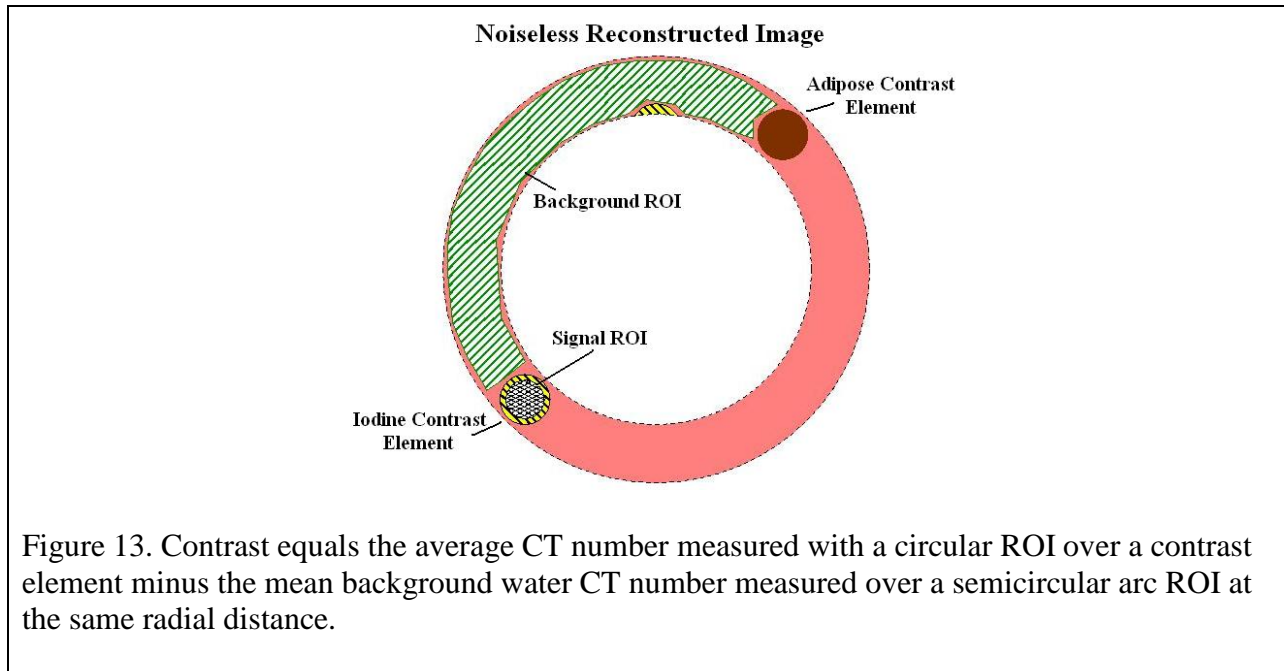 Noiseless Reconstructed Image
Adipose Contrast
Element
Background ROI
Signal ROI
Iodine Contrast
Element
Figure 13. Contrast equals the average CT number measured with a circular ROI over a contrast
element minus the mean background water CT number measured over a semicircular arc ROI at
the same radial distance.